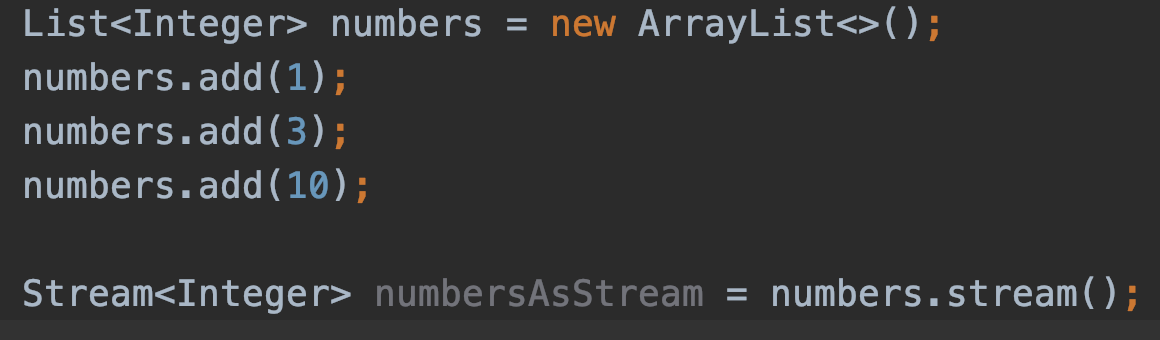 List<Integer> numbers = new ArrayList<>();
numbers.add(1);
numbers.add(3);
numbers.add(10);
Stream<Integer> numbersAsStream = numbers.stream();